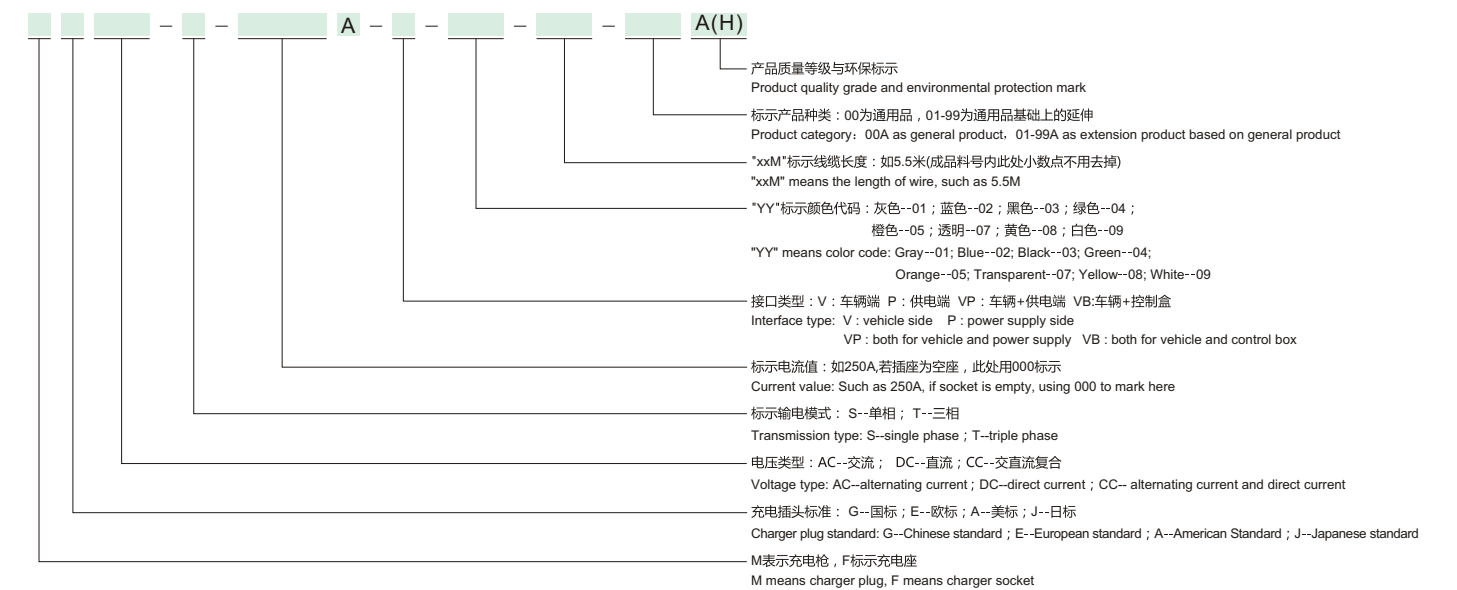 — — A — — — — A(H)
产品质量等级与环保标示
Product quality grade and environmental protection mark
标示产品种类：00为通用品，01-99为通用品基础上的延伸
Product category：00A as general product，01-99A as extension product based on general product
"xxM"标示线缆长度：如5.5米(成品料号内此处小数点不用去掉)
"xxM" means the length of wire, such as 5.5M
"YY"标示颜色代码：灰色--01；蓝色--02；黑色--03；绿色--04；
橙色--05；透明--07；黄色--08；白色--09
"YY" means color code: Gray--01; Blue--02; Black--03; Green--04;
Orange--05; Transparent--07; Yellow--08; White--09
接口类型：V：车辆端 P：供电端 VP：车辆+供电端 VB:车辆+控制盒
Interface type: V : vehicle side P : power supply side
VP : both for vehicle and power supply VB : both for vehicle and control box
标示电流值：如250A,若插座为空座，此处用000标示
Current value: Such as 250A, if socket is empty, using 000 to mark here
标示输电模式： S--单相； T--三相
Transmission type: S--single phase；T--triple phase
电压类型：AC--交流； DC--直流；CC--交直流复合
Voltage type: AC--alternating current；DC--direct current；CC-- alternating current and direct current
充电插头标准： G--国标；E--欧标；A--美标；J--日标
Charger plug standard: G--Chinese standard；E--European standard；A--American Standard；J--Japanese standard
M表示充电枪，F标示充电座
M means charger plug, F means charger socket